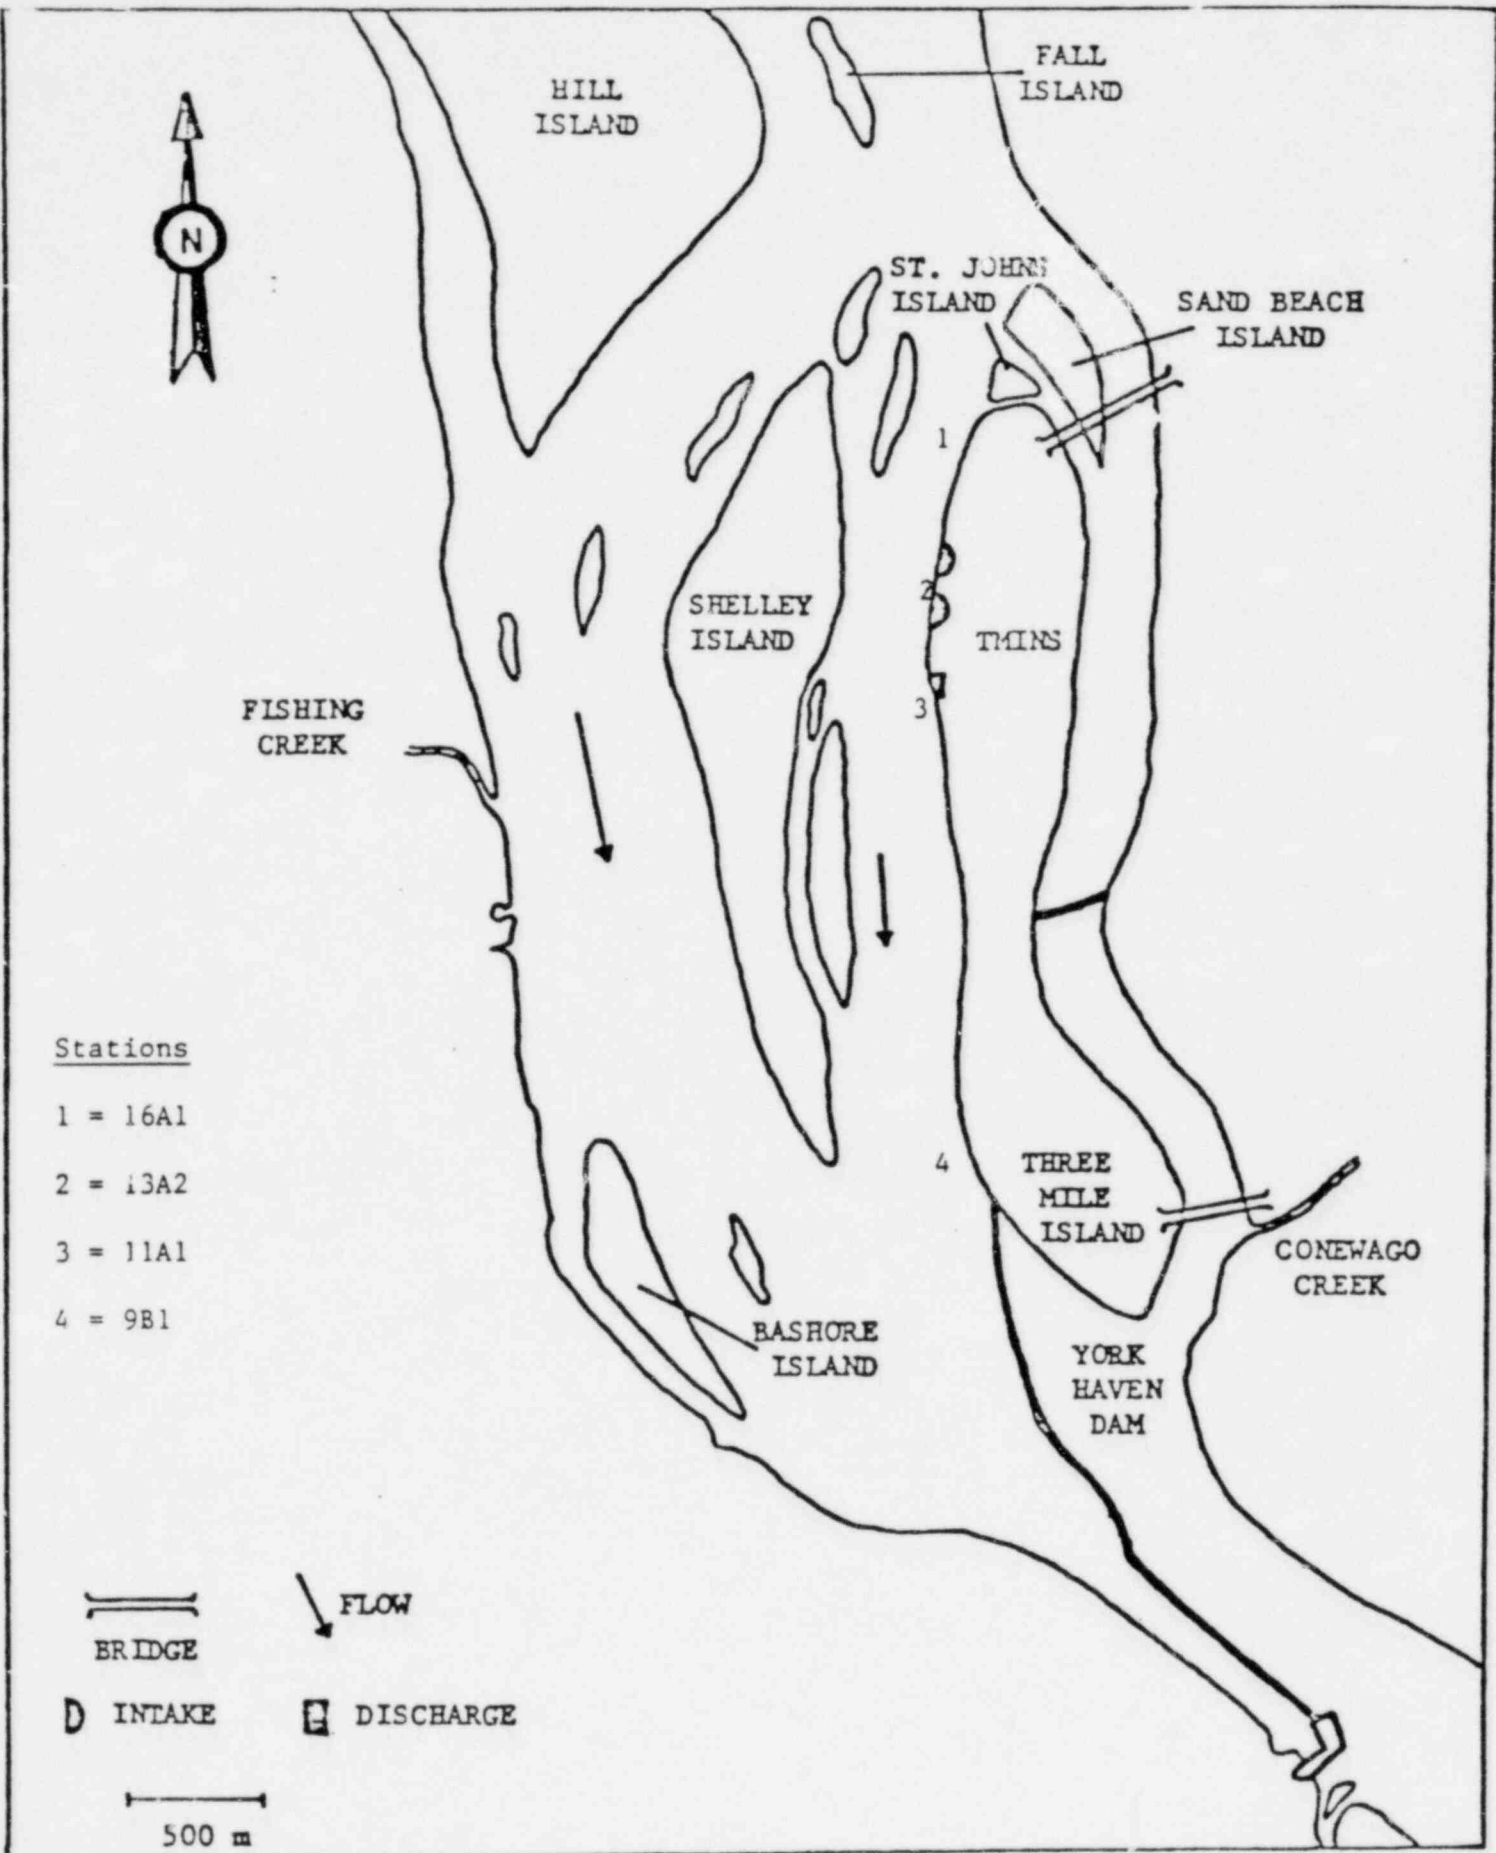 FALL
ISLAND
HILL
ISLAND
N
ST. JOHNS
ISLAND
SAND BEACH
ISLAND
1
2
SHELLEY
ISLAND
TMINS
3
FISHING
CREEK
Stations
1 = 16A1
2 = 13A2
3 = 11A1
4 = 9B1
4
THREE
MILE
ISLAND
CONEWAGO
CREEK
BASHORE
ISLAND
YORK
HAVEN
DAM
FLOW
BRIDGE
INTAKE
DISCHARGE
500 m